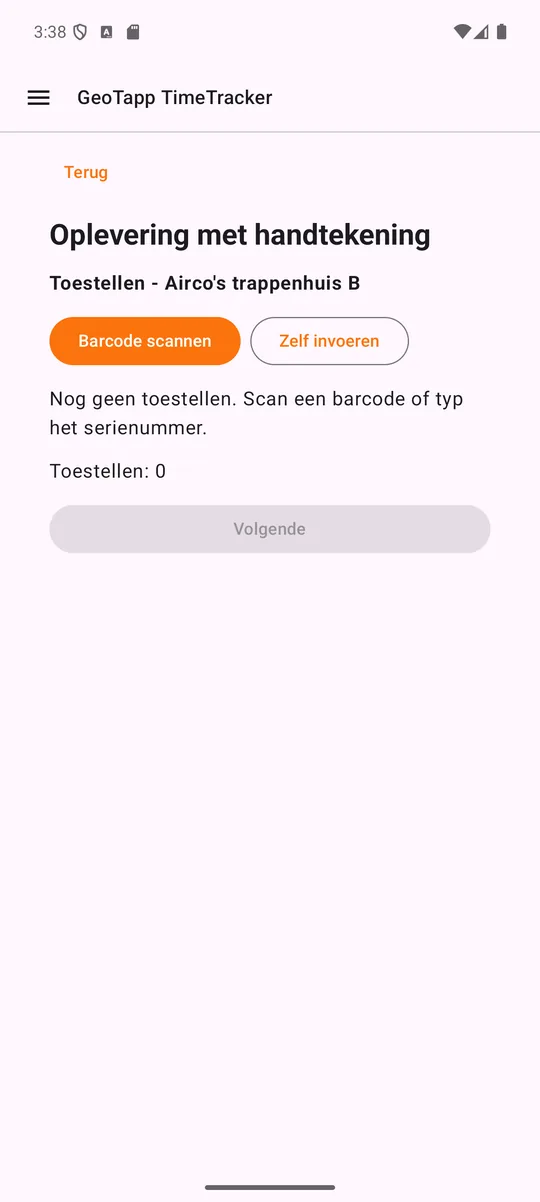 3:38
GeoTapp TimeTracker
Terug
Oplevering met handtekening
Toestellen - Airco's trappenhuis B
Barcode scannen
Zelf invoeren
Nog geen toestellen. Scan een barcode of typ
het serienummer.
Toestellen: 0
Volgende